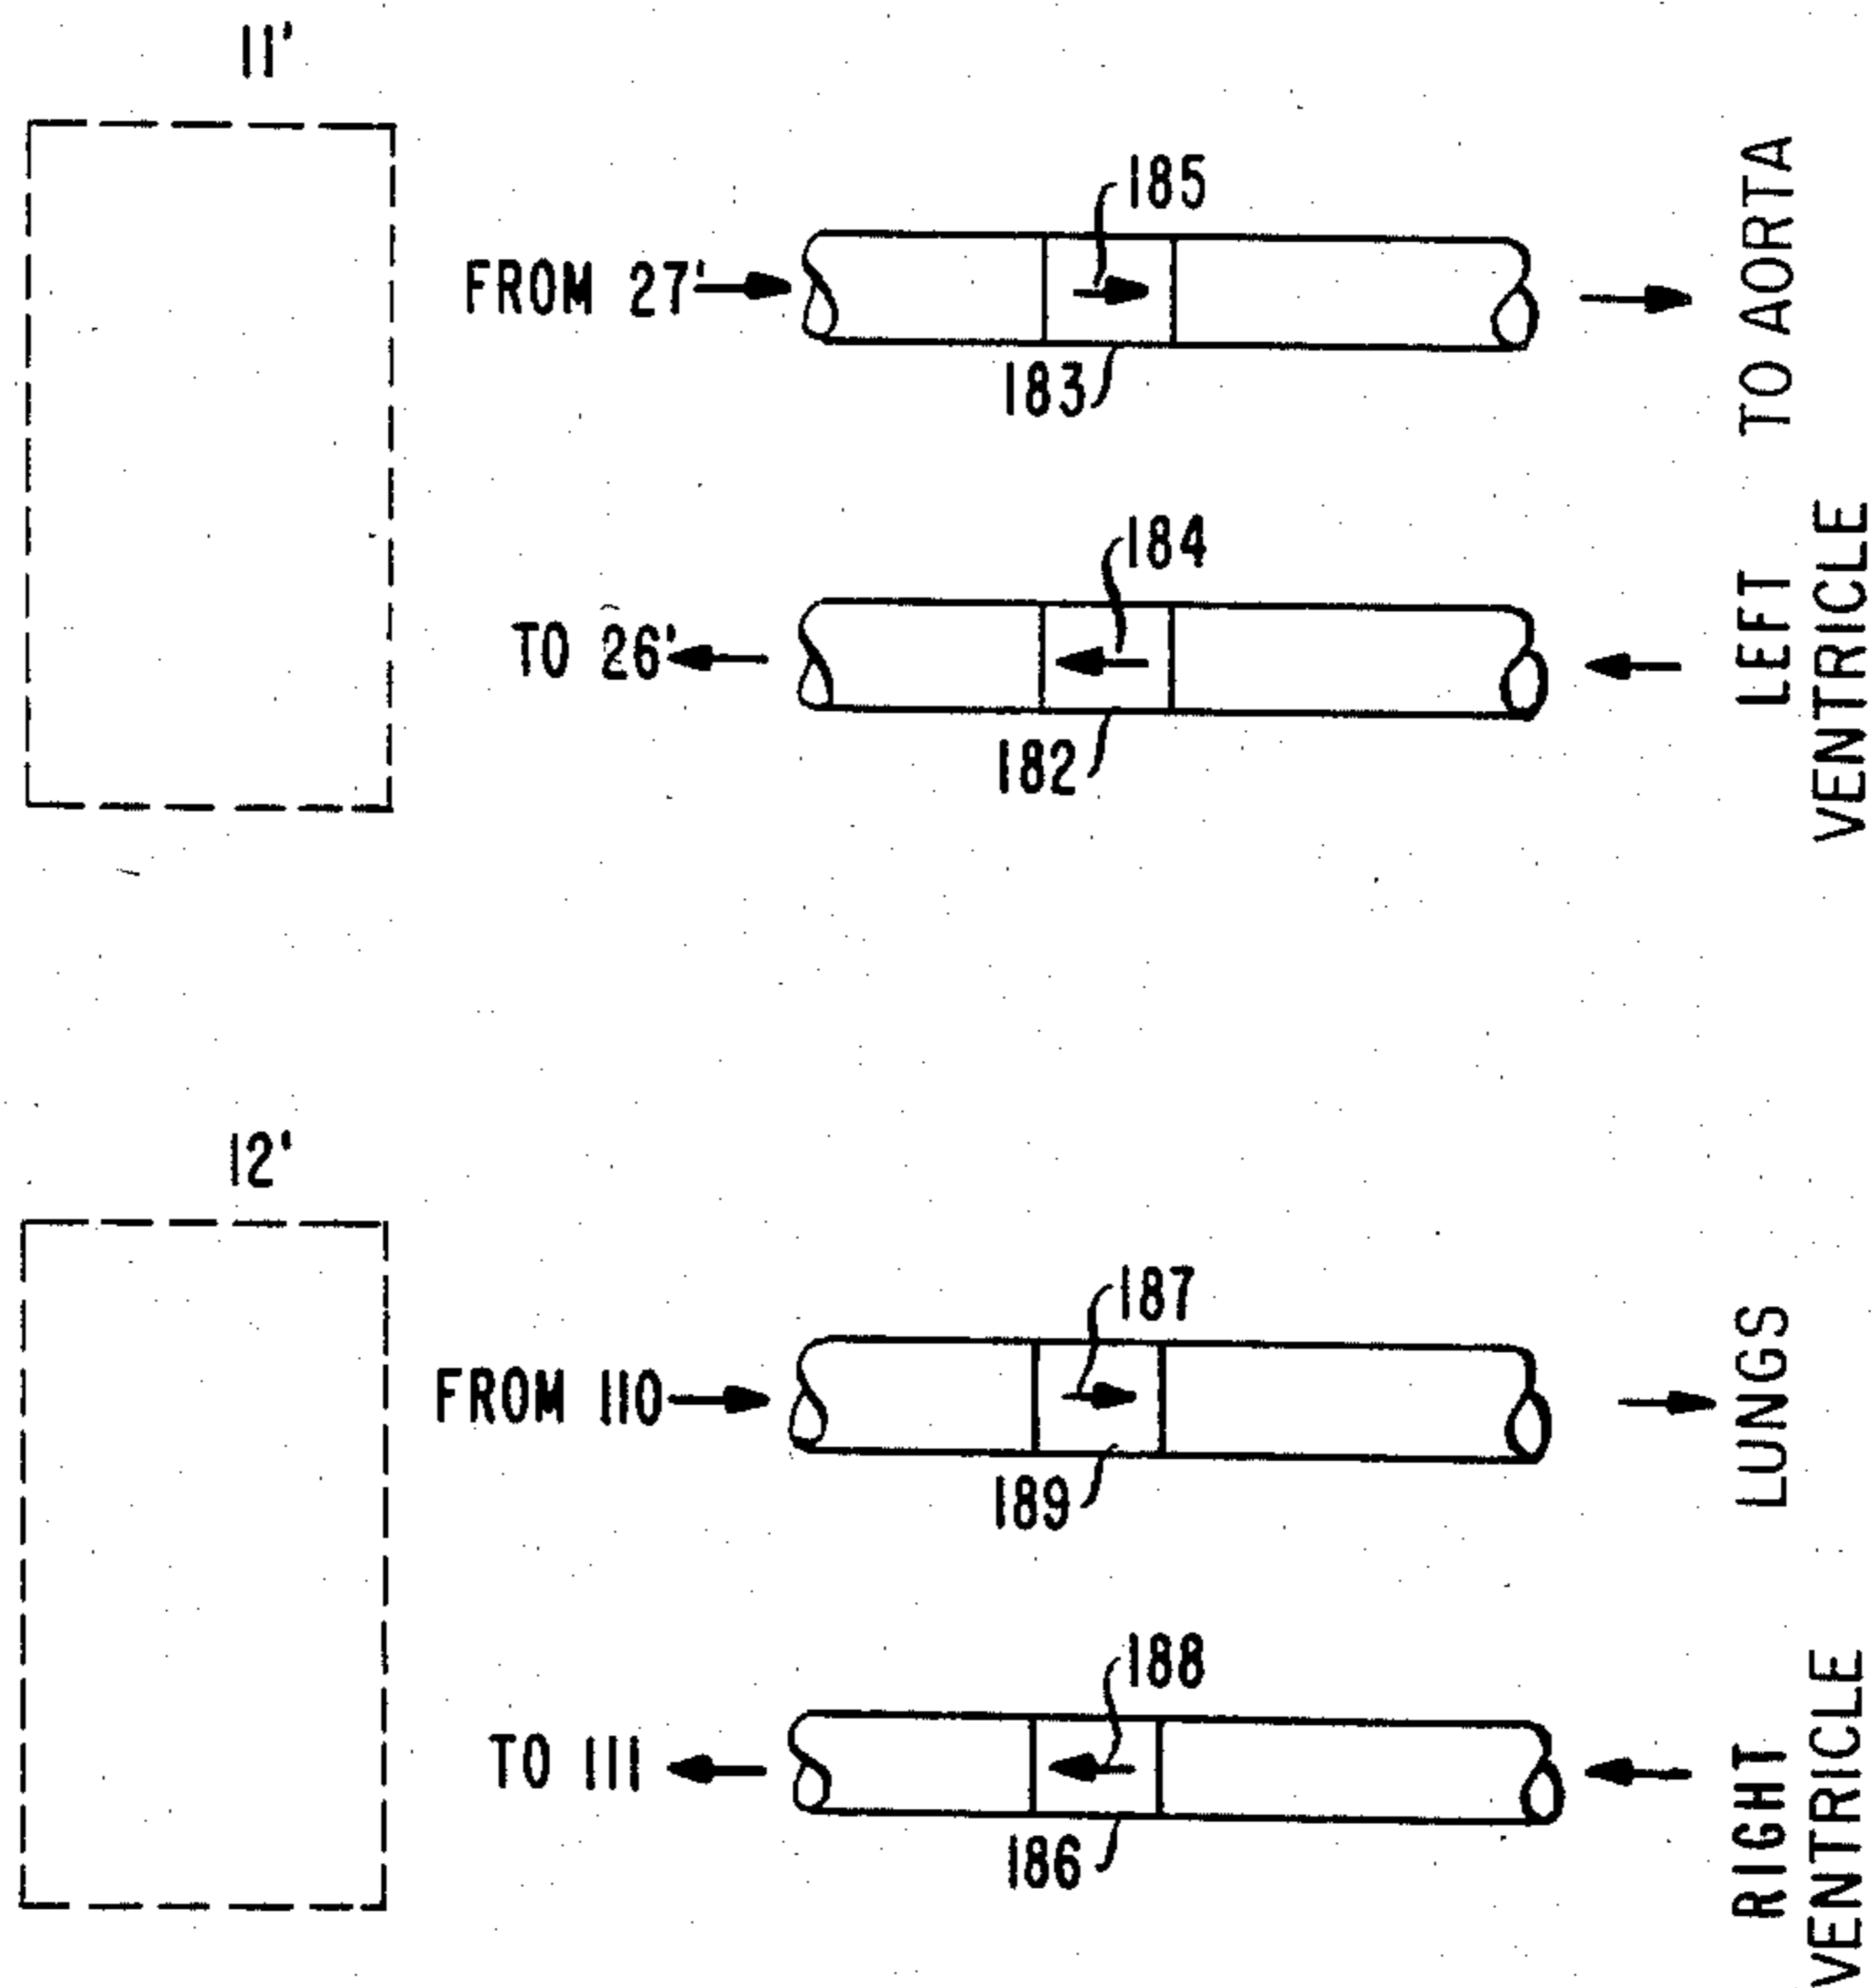 11'
185
FROM 27'
TO AORTA
183
184
TO 26'
LEFT
VENTRICLE
182
12'
187
FROM 110
LUNGS
189
188
TO 111
RIGHT
VENTRICLE
186